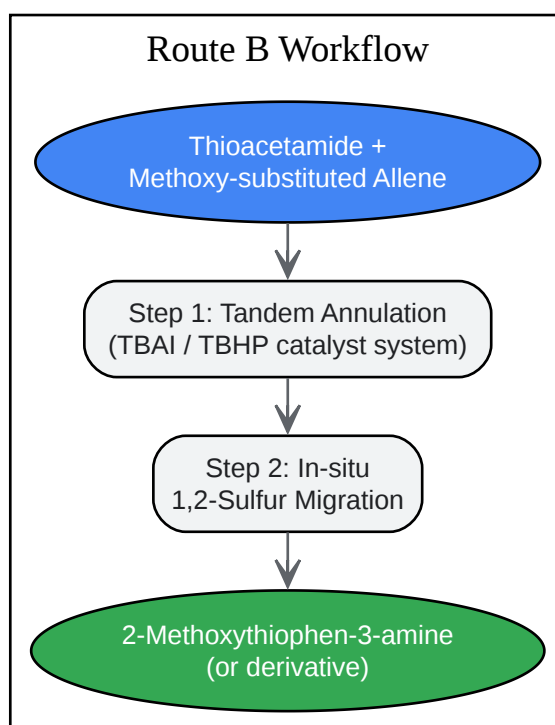 Route B Workflow
Thioacetamide +
Methoxy-substituted Allene
Step 1: Tandem Annulation
(TBAI / TBHP catalyst system)
Step 2: In-situ
1,2-Sulfur Migration
2-Methoxythiophen-3-amine
(or derivative)